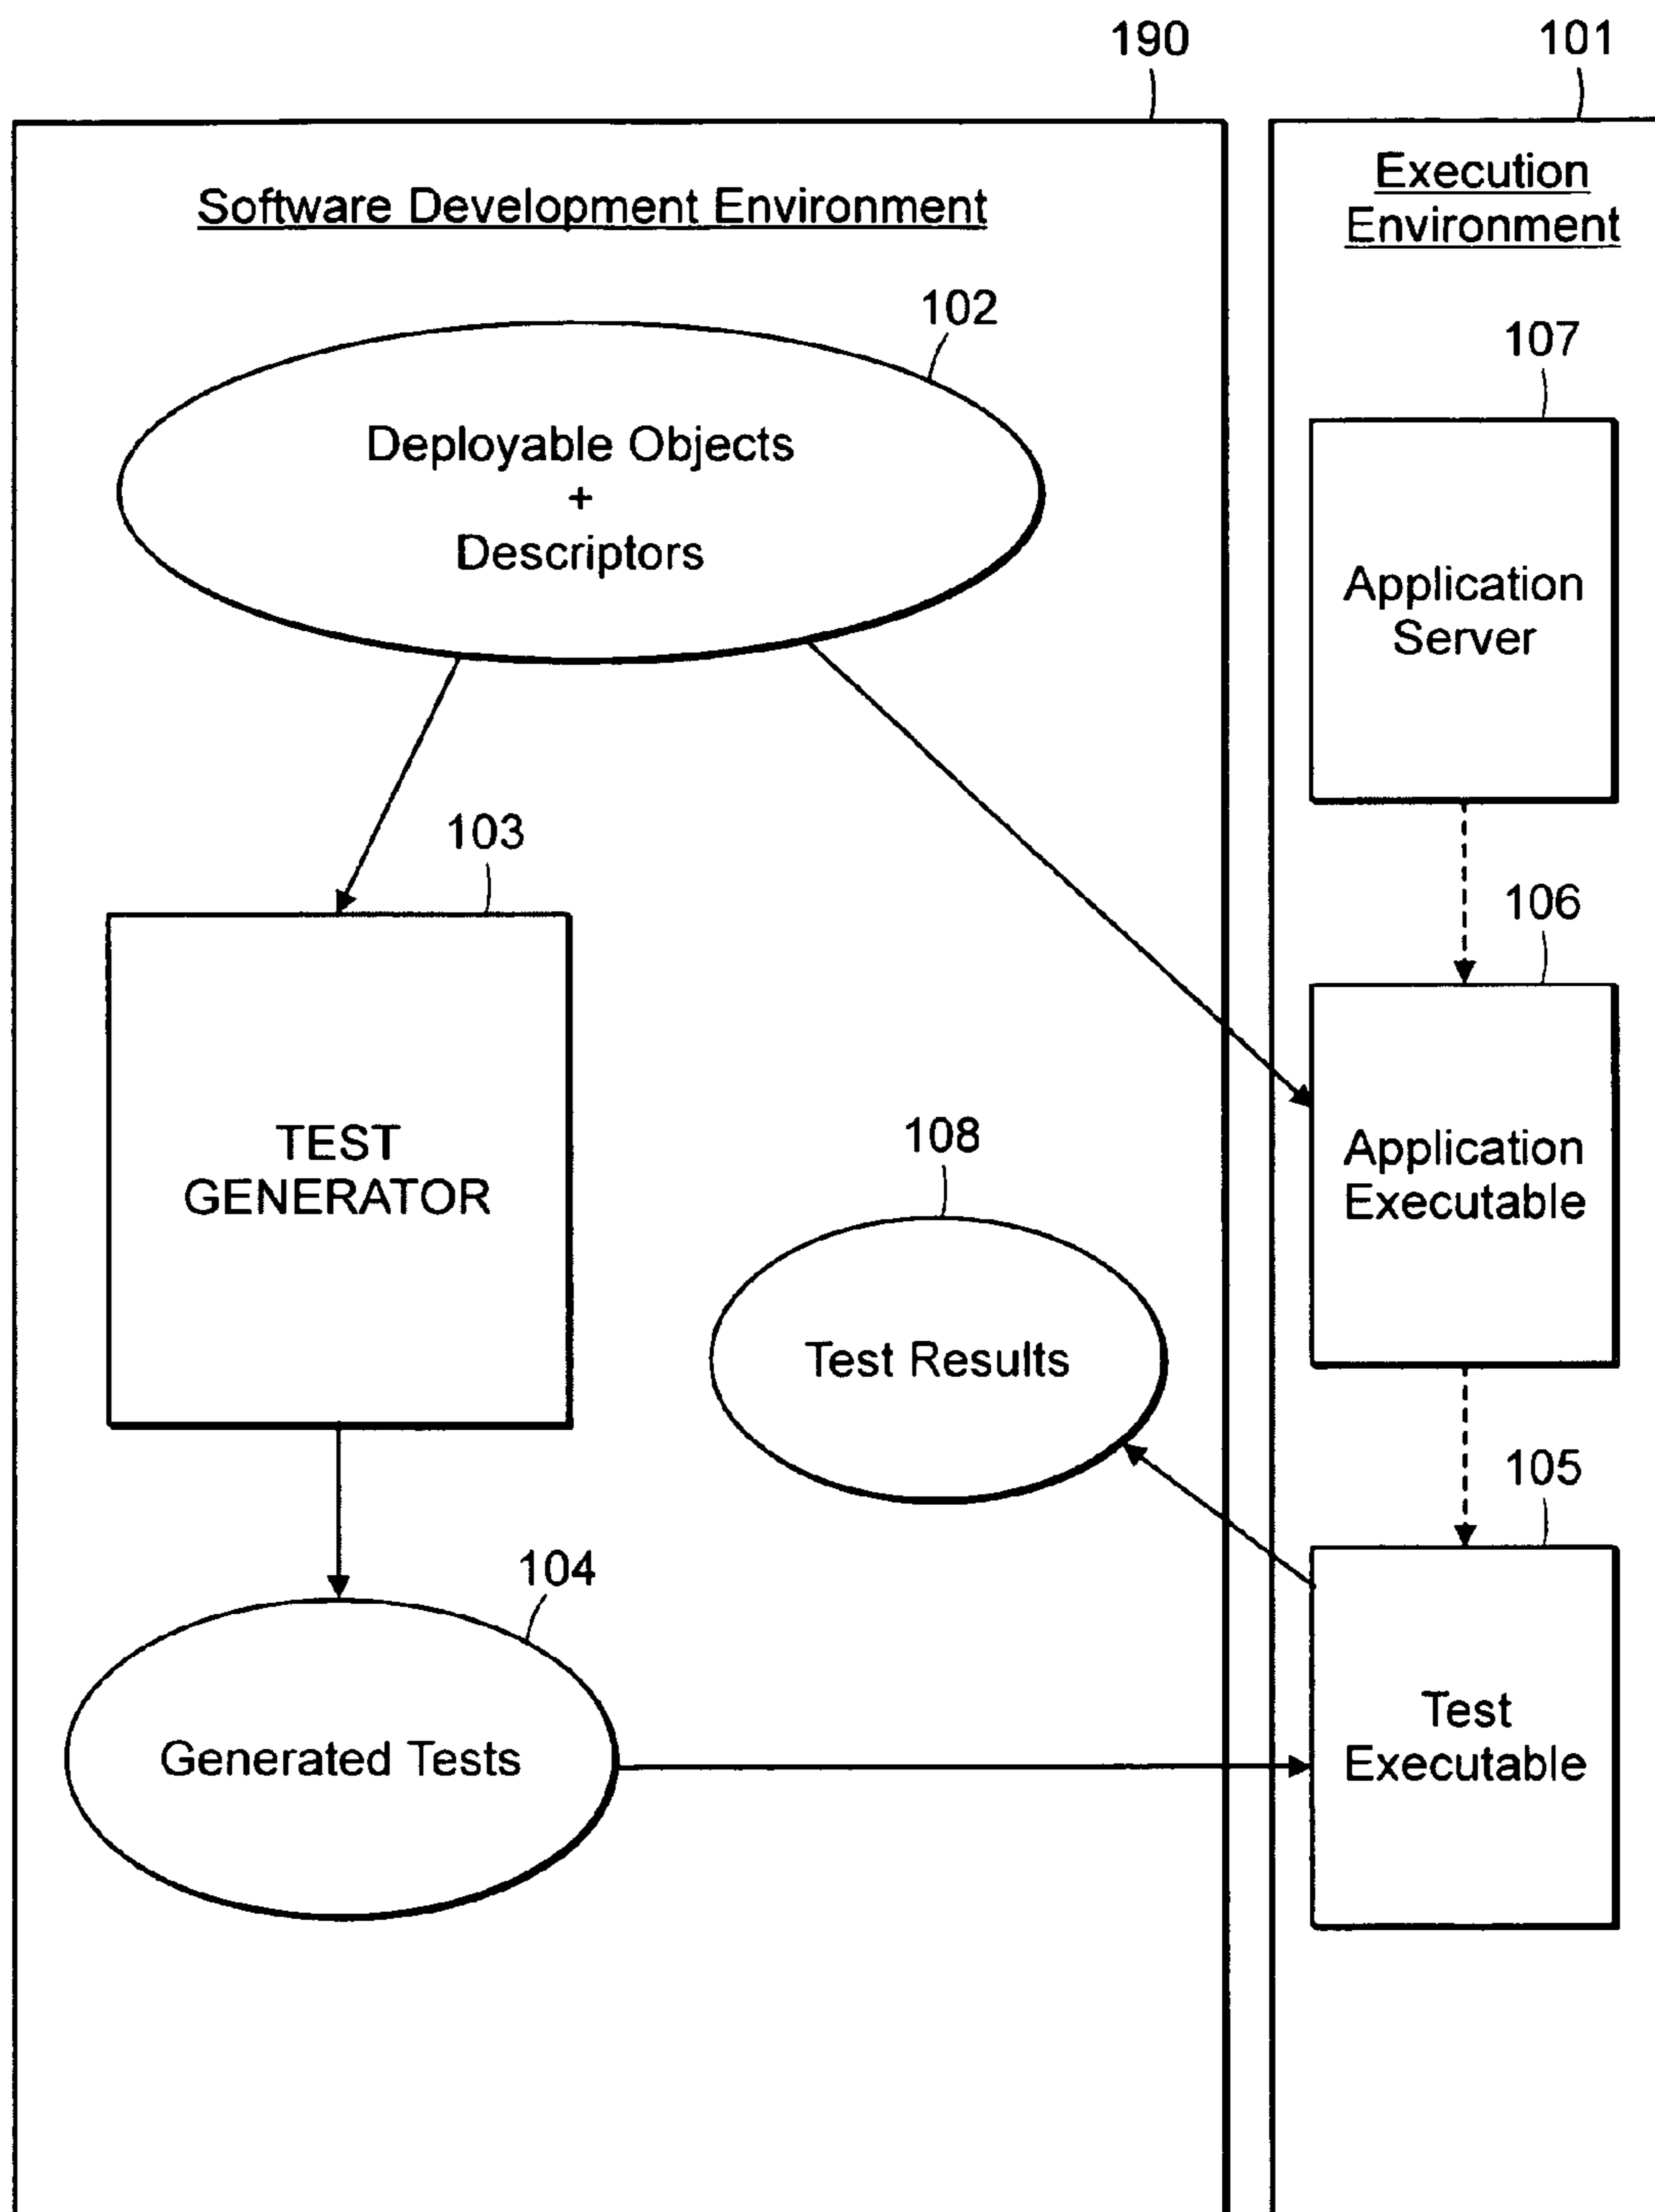 190
101
Software Development Environment
Execution
Environment
102
Deployable Objects
+
Descriptors
107
Application
Server
103
TEST
GENERATOR
106
Application
Executable
108
Test Results
105
Test
Executable
104
Generated Tests